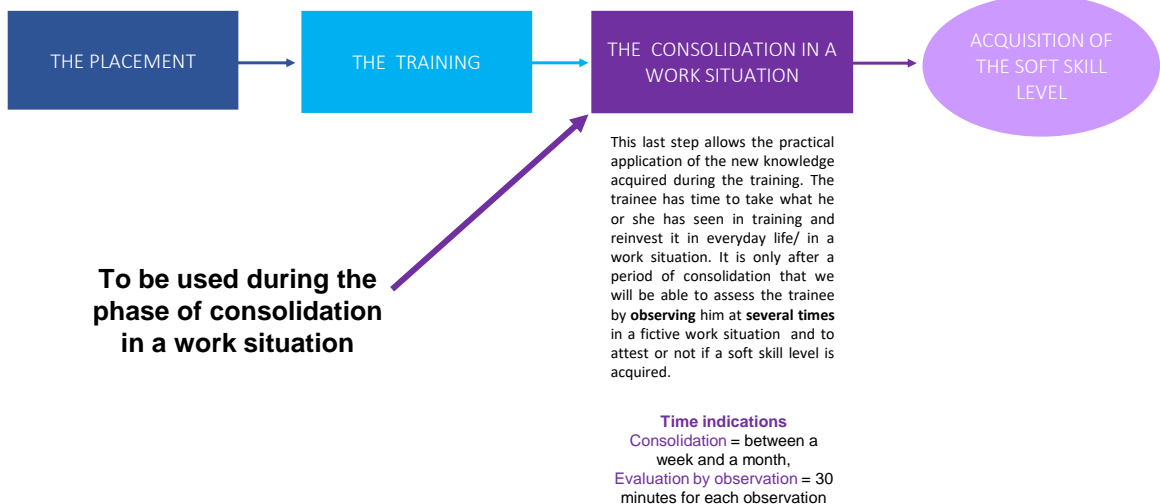 THE PLACEMENT
THE TRAINING
THE CONSOLIDATION IN A
WORK SITUATION
ACQUISITION OF
THE SOFT SKILL
LEVEL
This last step allows the practical
application of the new knowledge
acquired during the training. The
trainee has time to take what he
or she has seen in training and
reinvest it in everyday life/ in a
work situation. It is only after a
period of consolidation that we
will be able to assess the trainee
by observing him at several times
in a fictive work situation and to
attest or not if a soft skill level is
acquired.
To be used during the
phase of consolidation
in a work situation
Time indications
Consolidation = between a
week and a month,
Evaluation by observation = 30
minutes for each observation